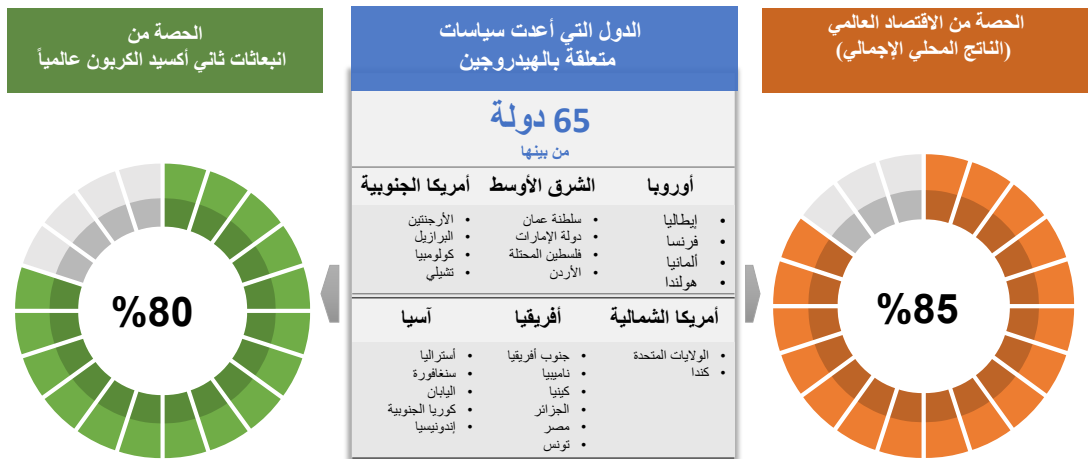 الحصة من الاقتصاد العالمي
(الناتج المحلي الإجمالي)
%85
الدول التي أعدت سياسات
متعلقة بالهيدروجين
65 دولة
من بينها
أوروبا
• إيطاليا
• فرنسا
• ألمانيا
• هولندا
الشرق الأوسط
• سلطنة عمان
• دولة الإمارات
• فلسطين المحتلة
• الأردن
أمريكا الجنوبية
• الأرجنتين
• البرازيل
• كولومبيا
• تشيلي
أمريكا الشمالية
• الولايات المتحدة
• كندا
أفريقيا
• جنوب أفريقيا
• ناميبيا
• كينيا
• الجزائر
• مصر
• تونس
آسيا
• أستراليا
• سنغافورة
• اليابان
• كوريا الجنوبية
• إندونيسيا
الحصة من
انبعاثات ثاني أكسيد الكربون عالمياً
%80